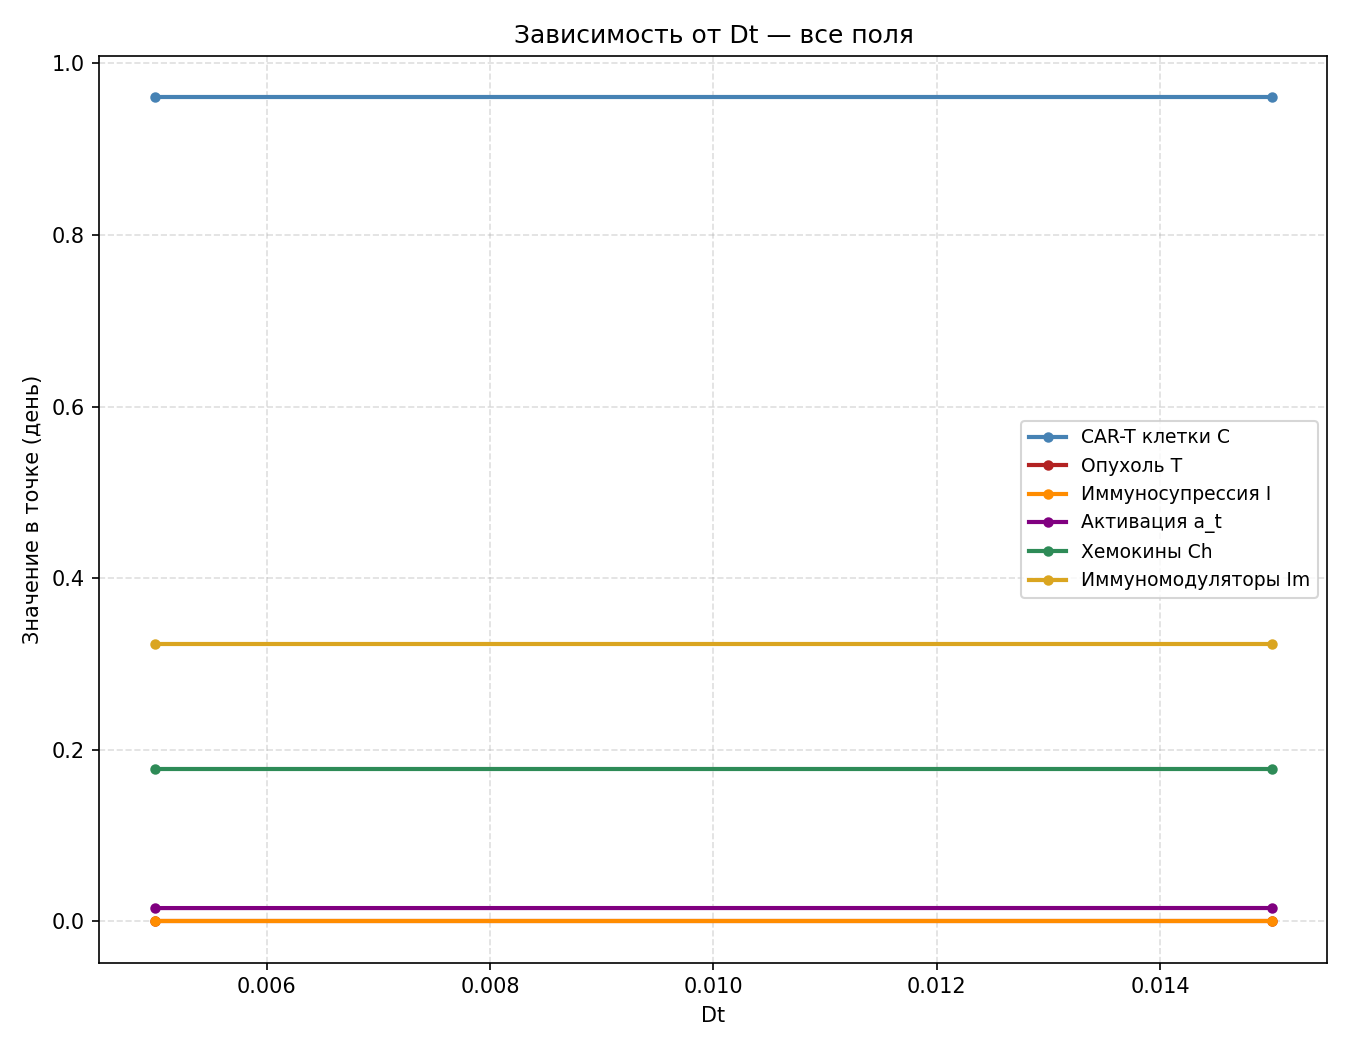 Зависимость от Dt — все поля
1.0
0.8
0.6
0.4
0.2
0.0
Значение в точке (день)
CAR-T клетки C
Опухоль T
Иммуносупрессия I
Активация a_t
Хемокины Ch
Иммуномодуляторы Im
0.006 0.008 0.010 0.012 0.014
Dt